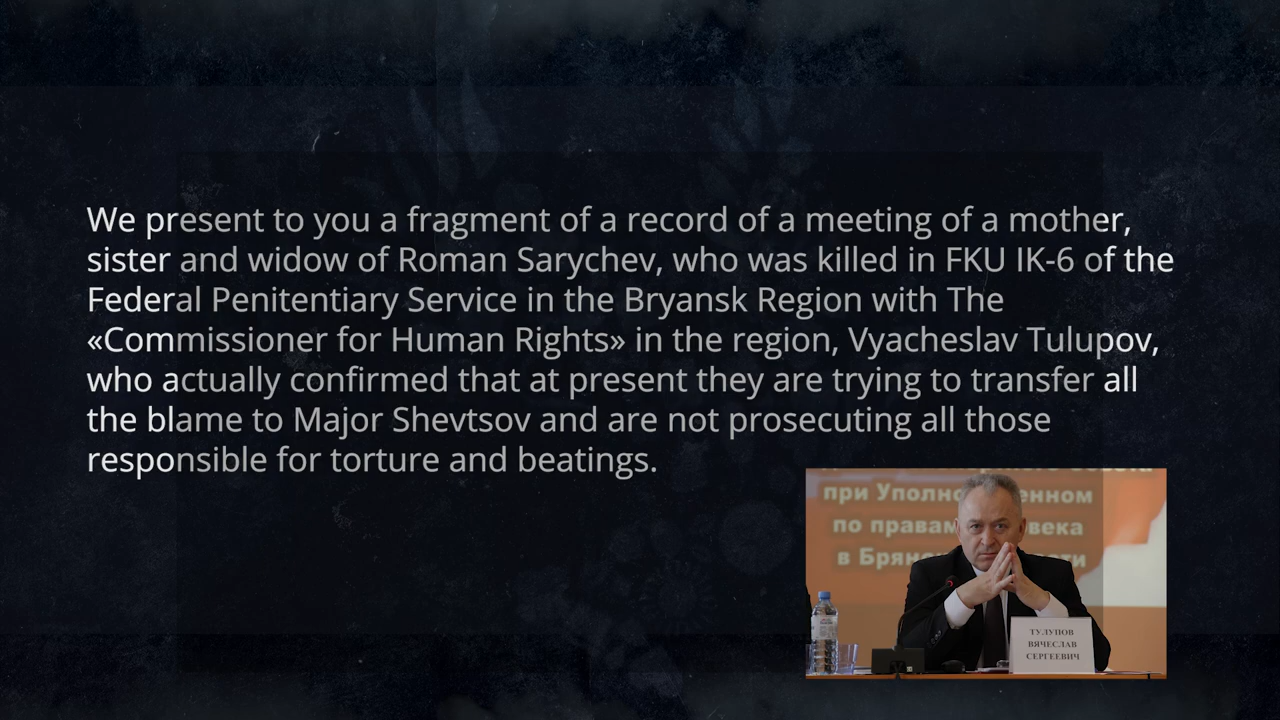 We present to you a fragment of a record of a meeting of a mother,
sister and widow of Roman Sarychev, who was killed in FKU IK-6 of the
Federal Penitentiary Service in the Bryansk Region with The
«Commissioner for Human Rights» in the region, Vyacheslav Tulupov,
who actually confirmed that at present they are trying to transfer all
the blame to Major Shevtsov and are not prosecuting all those
responsible for torture and beatings.
при
по
в
ТУЛУПОВ
ВЯЧЕСЛАВ
СЕРГЕЕВИЧ